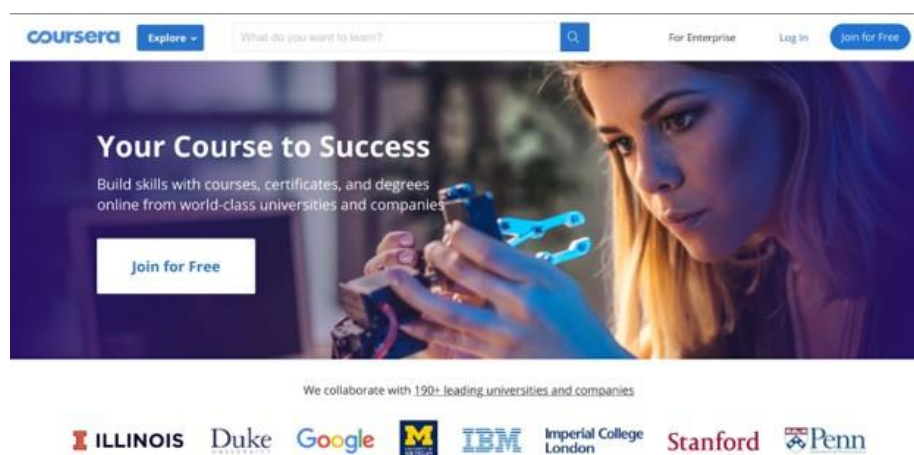 coursera
Explore
What do you want to learn?
For Enterprise
Log In
Join for Free
Your Course to Success
Build skills with courses, certificates, and degrees
online from world-class universities and companies
Join for Free
We collaborate with 190+ leading universities and companies
I ILLINOIS
Duke
UNIVERSITY
Google
M
IBM
Imperial College
London
Stanford
Penn